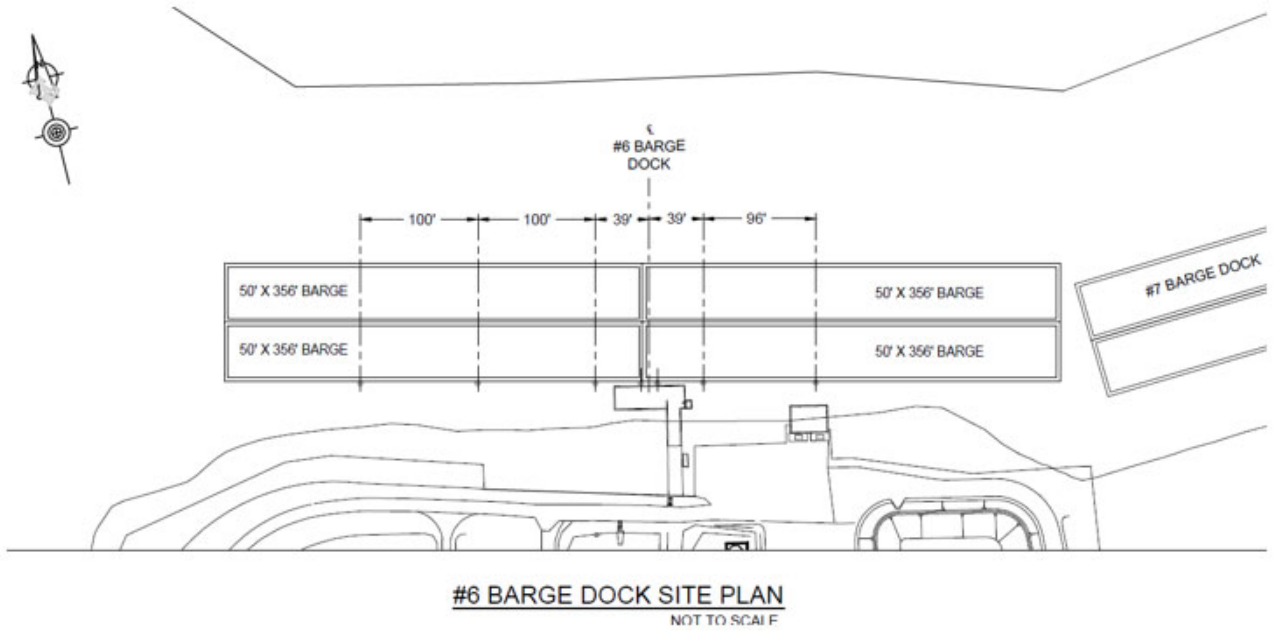 ℄
#6 BARGE
DOCK
100' 100' 39' 39' 96'
50' X 356' BARGE 50' X 356' BARGE
#7 BARGE DOCK
50' X 356' BARGE 50' X 356' BARGE
#6 BARGE DOCK SITE PLAN
NOT TO SCALE